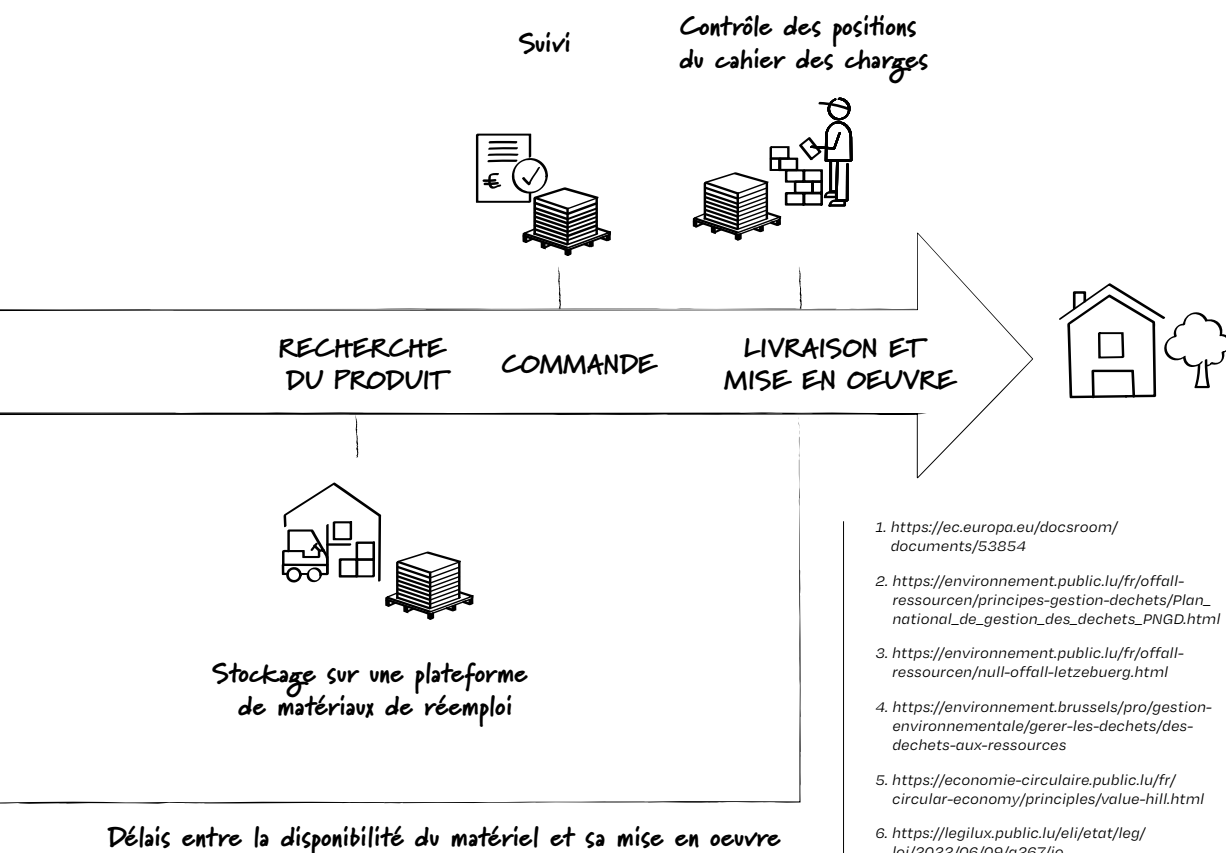 Suivi
Contrôle des positions
du cahier des charges
RECHERCHE
DU PRODUIT
COMMANDE
LIVRAISON ET
MISE EN OEUVRE
Stockage sur une plateforme
de matériaux de réemploi
Délais entre la disponibilité du matériel et sa mise en oeuvre
1. https://ec.europa.eu/docsroom/
documents/53854
2. https://environnement.public.lu/fr/offall-
ressourcen/principes-gestion-dechets/Plan_
national_de_gestion_des_dechets_PNGD.html
3. https://environnement.public.lu/fr/offall-
ressourcen/null-offall-letzebuerg.html
4. https://environnement.brussels/pro/gestion-
environnementale/gerer-les-dechets/des-
dechets-aux-ressources
5. https://economie-circulaire.public.lu/fr/
circular-economy/principles/value-hill.html
6. https://legilux.public.lu/eli/etat/leg/